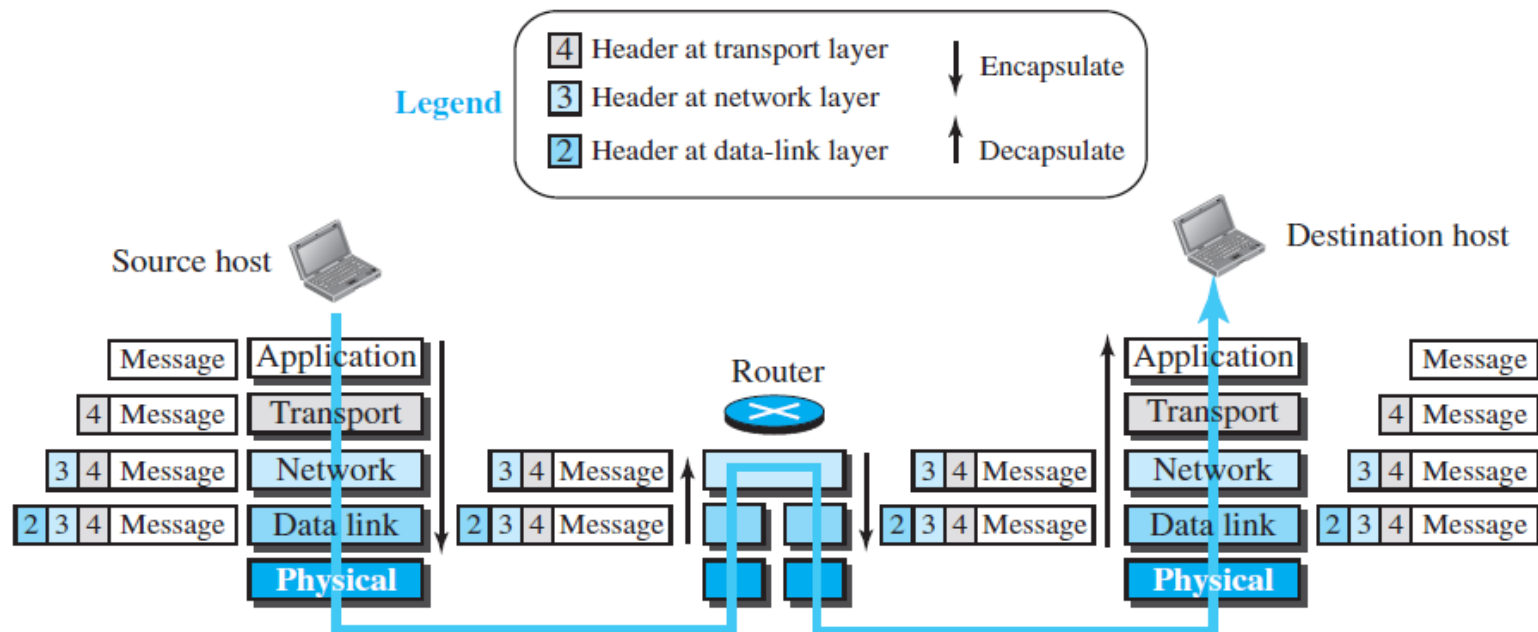 Legend
4 Header at transport layer
3 Header at network layer
2 Header at data-link layer
Encapsulate
Decapsulate
Source host
Destination host
Message Application
4 Message Transport
3 4 Message Network
2 3 4 Message Data link
Physical
Router
3 4 Message
2 3 4 Message
3 4 Message
2 3 4 Message
Application Message
Transport 4 Message
Network 3 4 Message
Data link 2 3 4 Message
Physical